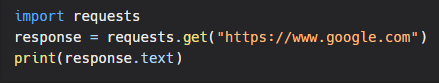 import requests
response = requests.get("https://www.google.com")
print(response.text)